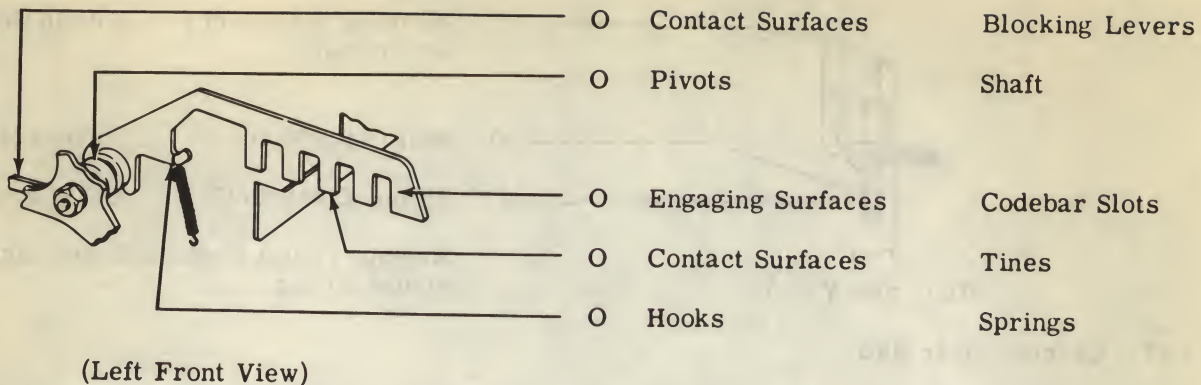 O Contact Surfaces Blocking Levers
O Pivots Shaft
O Engaging Surfaces Codebar Slots
O Contact Surfaces Tines
O Hooks Springs
(Left Front View)